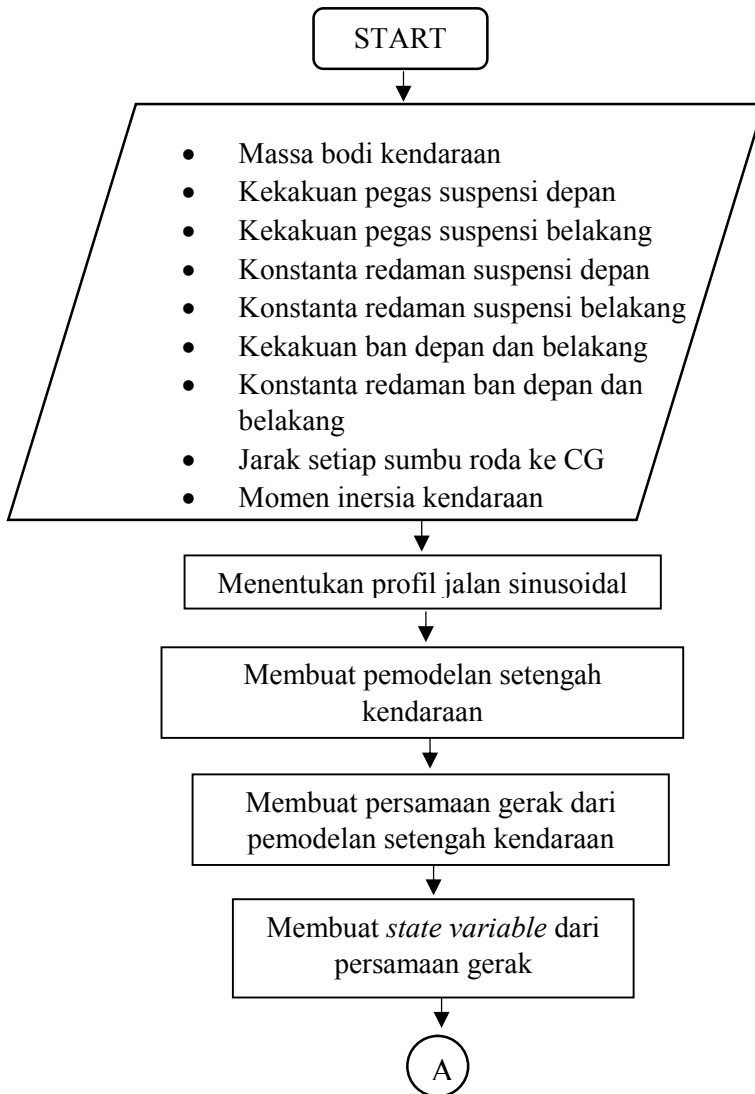 START
• Massa bodi kendaraan
• Kekakuan pegas suspensi depan
• Kekakuan pegas suspensi belakang
• Konstanta redaman suspensi depan
• Konstanta redaman suspensi belakang
• Kekakuan ban depan dan belakang
• Konstanta redaman ban depan dan
belakang
• Jarak setiap sumbu roda ke CG
• Momen inersia kendaraan
Menentukan profil jalan sinusoidal
Membuat pemodelan setengah
kendaraan
Membuat persamaan gerak dari
pemodelan setengah kendaraan
Membuat state variable dari
persamaan gerak
A